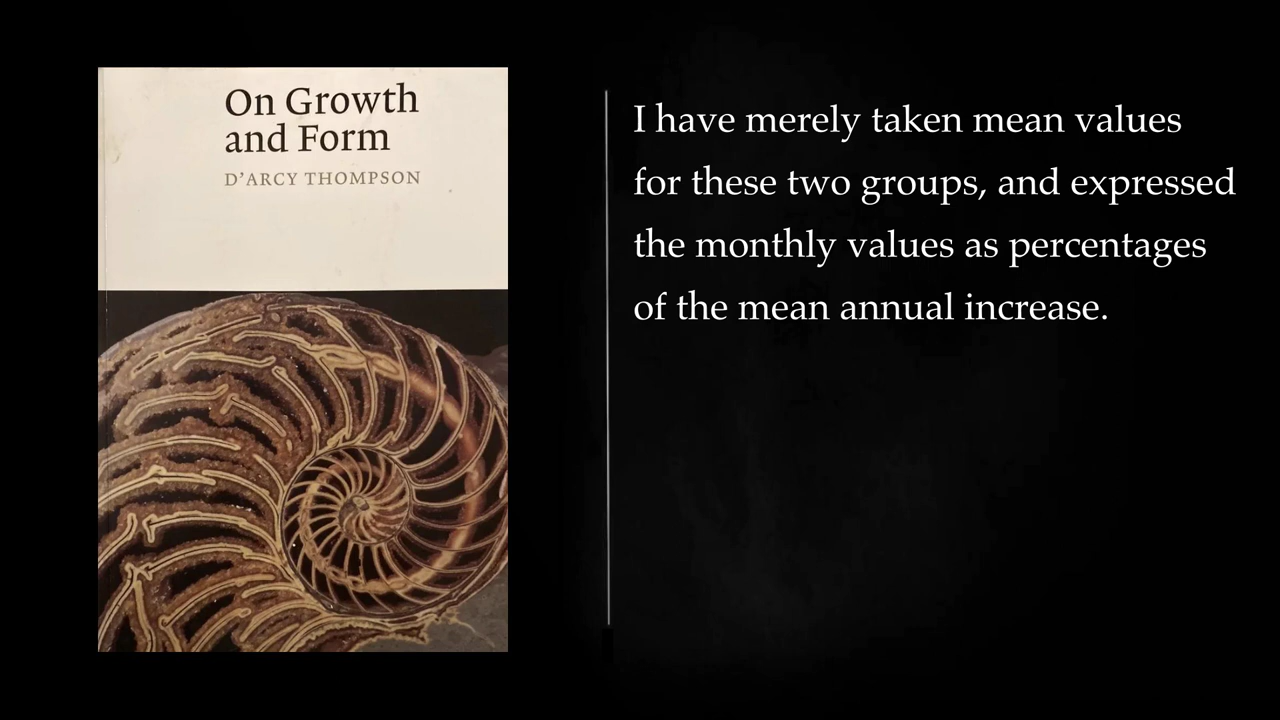 On Growth
and Form
D'ARCY THOMPSON
I have merely taken mean values
for these two groups, and expressed
the monthly values as percentages
of the mean annual increase.